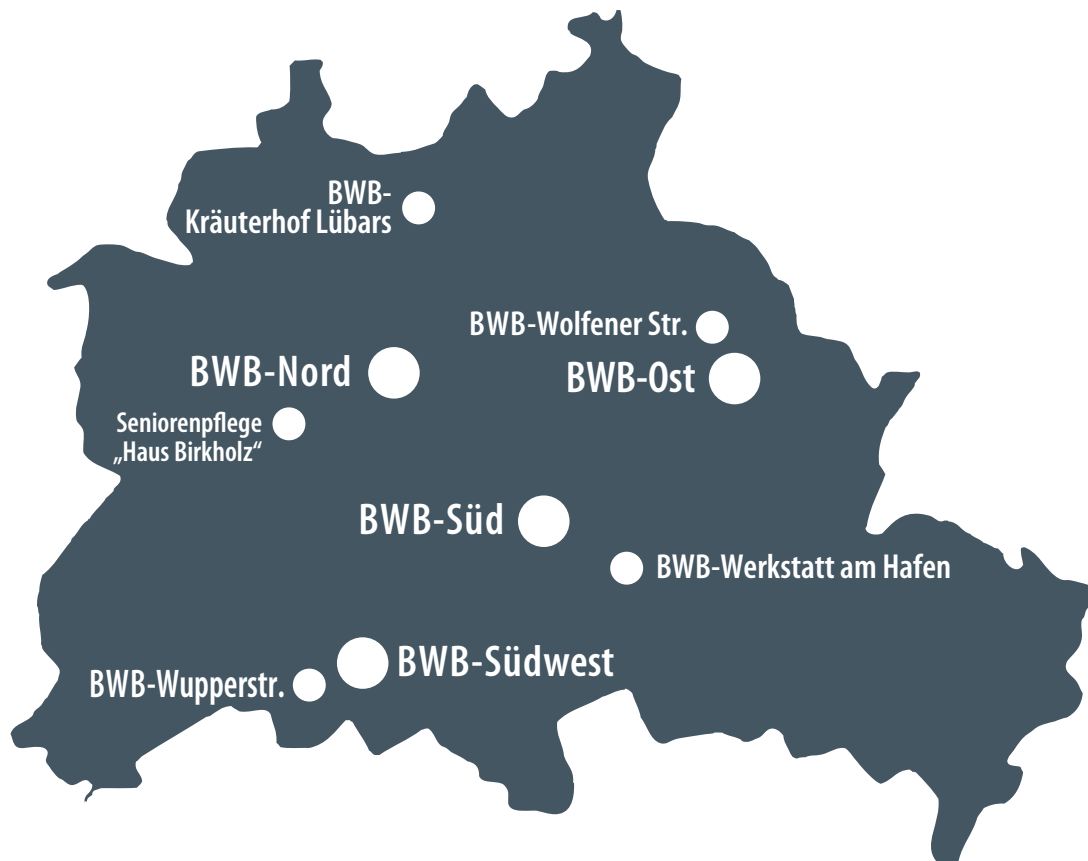 BWB-
Kräuterhof Lübars
BWB-Wolfener Str.
BWB-Nord
BWB-Ost
Seniorenpflege
„Haus Birkholz“
BWB-Süd
BWB-Werkstatt am Hafen
BWB-Südwest
BWB-Wupperstr.